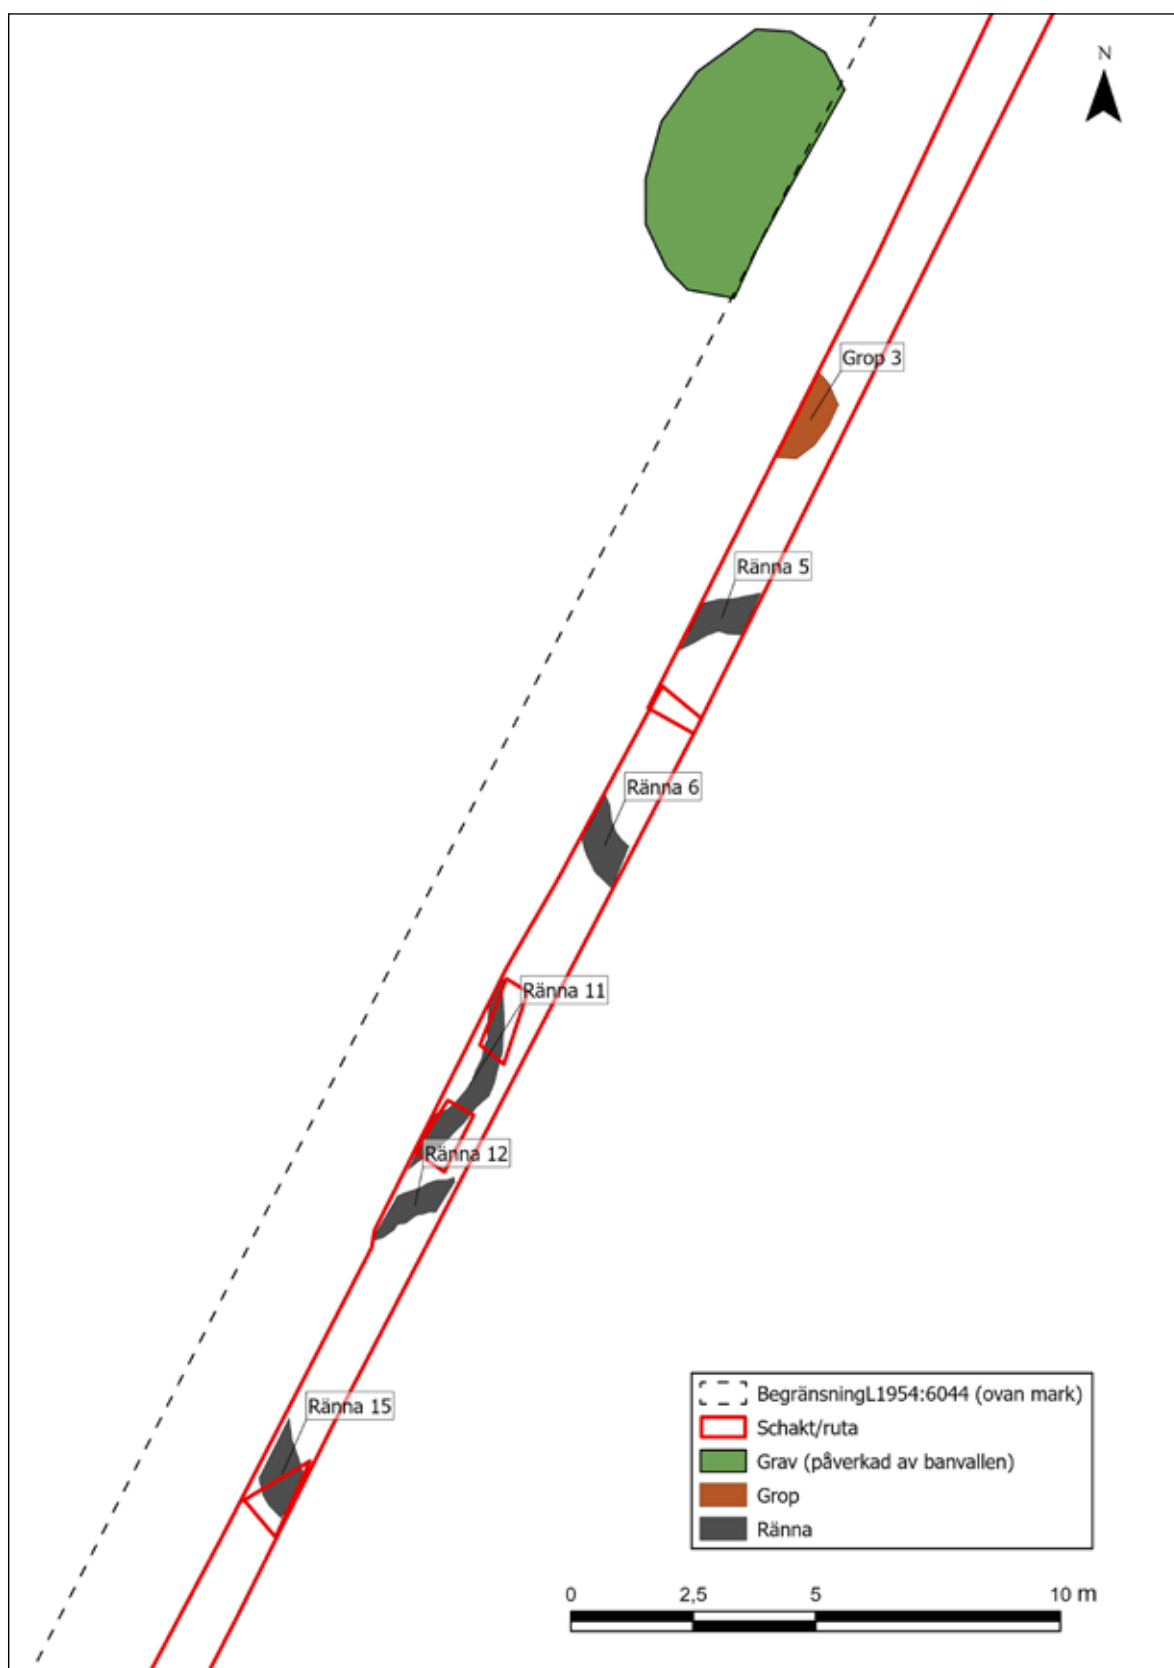 N
Grop 3
Ränna 5
Ränna 6
Ränna 11
Ränna 12
Ränna 15
BegränsningL1954:6044 (ovan mark)
Schakt/ruta
Grav (påverkad av banvallen)
Grop
Ränna
0 2,5 5 10 m